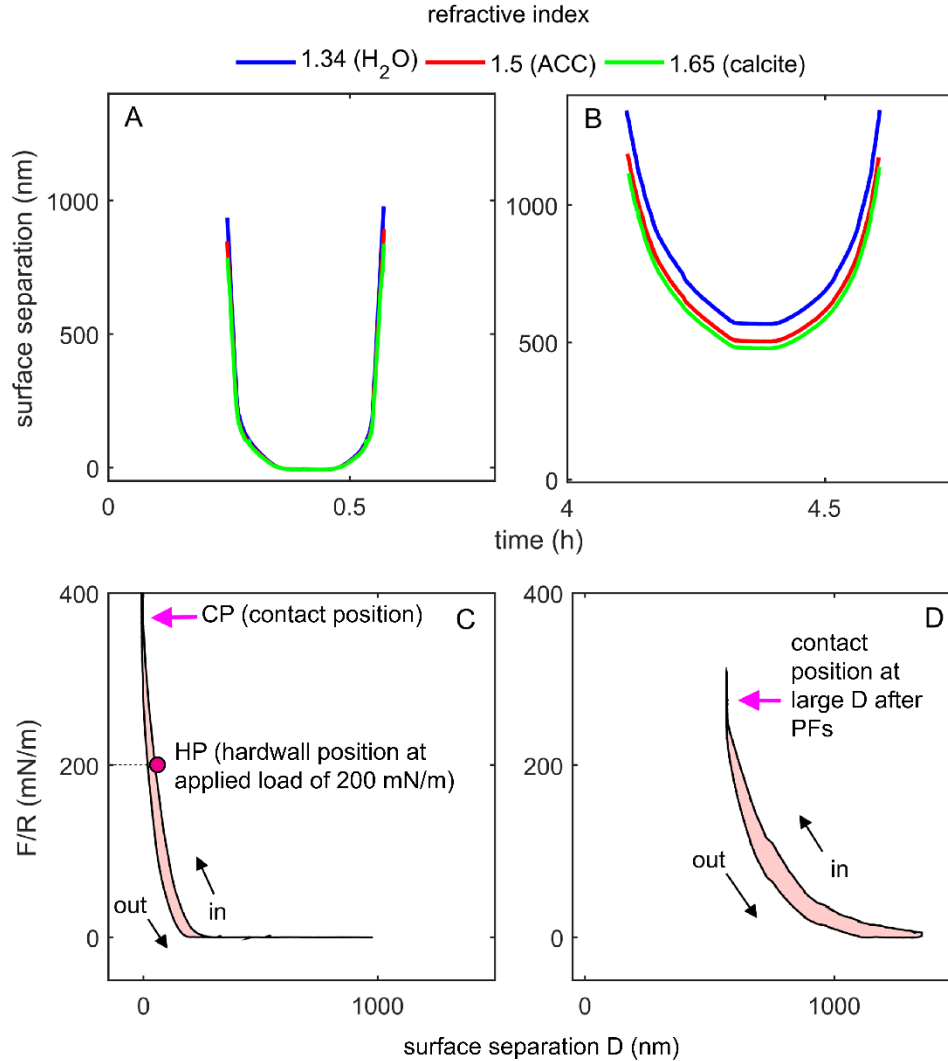 refractive index
1.34 (H₂O) 1.5 (ACC) 1.65 (calcite)
A
B
surface separation (nm)
1000
500
0
0
0.5
1000
500
0
4
4.5
time (h)
C
D
F/R (mN/m)
400
200
0
CP (contact position)
HP (hardwall position at
applied load of 200 mN/m)
out
in
0
1000
400
200
0
contact
position at
large D after
PFs
out
in
0
1000
surface separation D (nm)